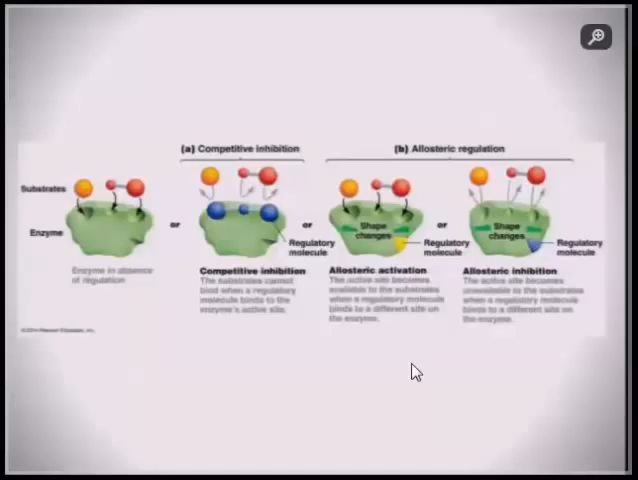 (a) Competitive inhibition
(b) Allosteric regulation
Substrates
Enzyme
or
or
or
Shape
changes
Shape
changes
Regulatory
molecule
Regulatory
molecule
Regulatory
molecule
Enzyme in absence
of regulation
Competitive inhibition
The substrates cannot
bind when a regulatory
molecule binds to the
enzyme's active site.
Allosteric activation
The active site becomes
available to the substrates
when a regulatory molecule
binds to a different site on
the enzyme.
Allosteric inhibition
The active site becomes
unavailable to the substrates
when a regulatory molecule
binds to a different site on
the enzyme.
Pearson Education, Inc.